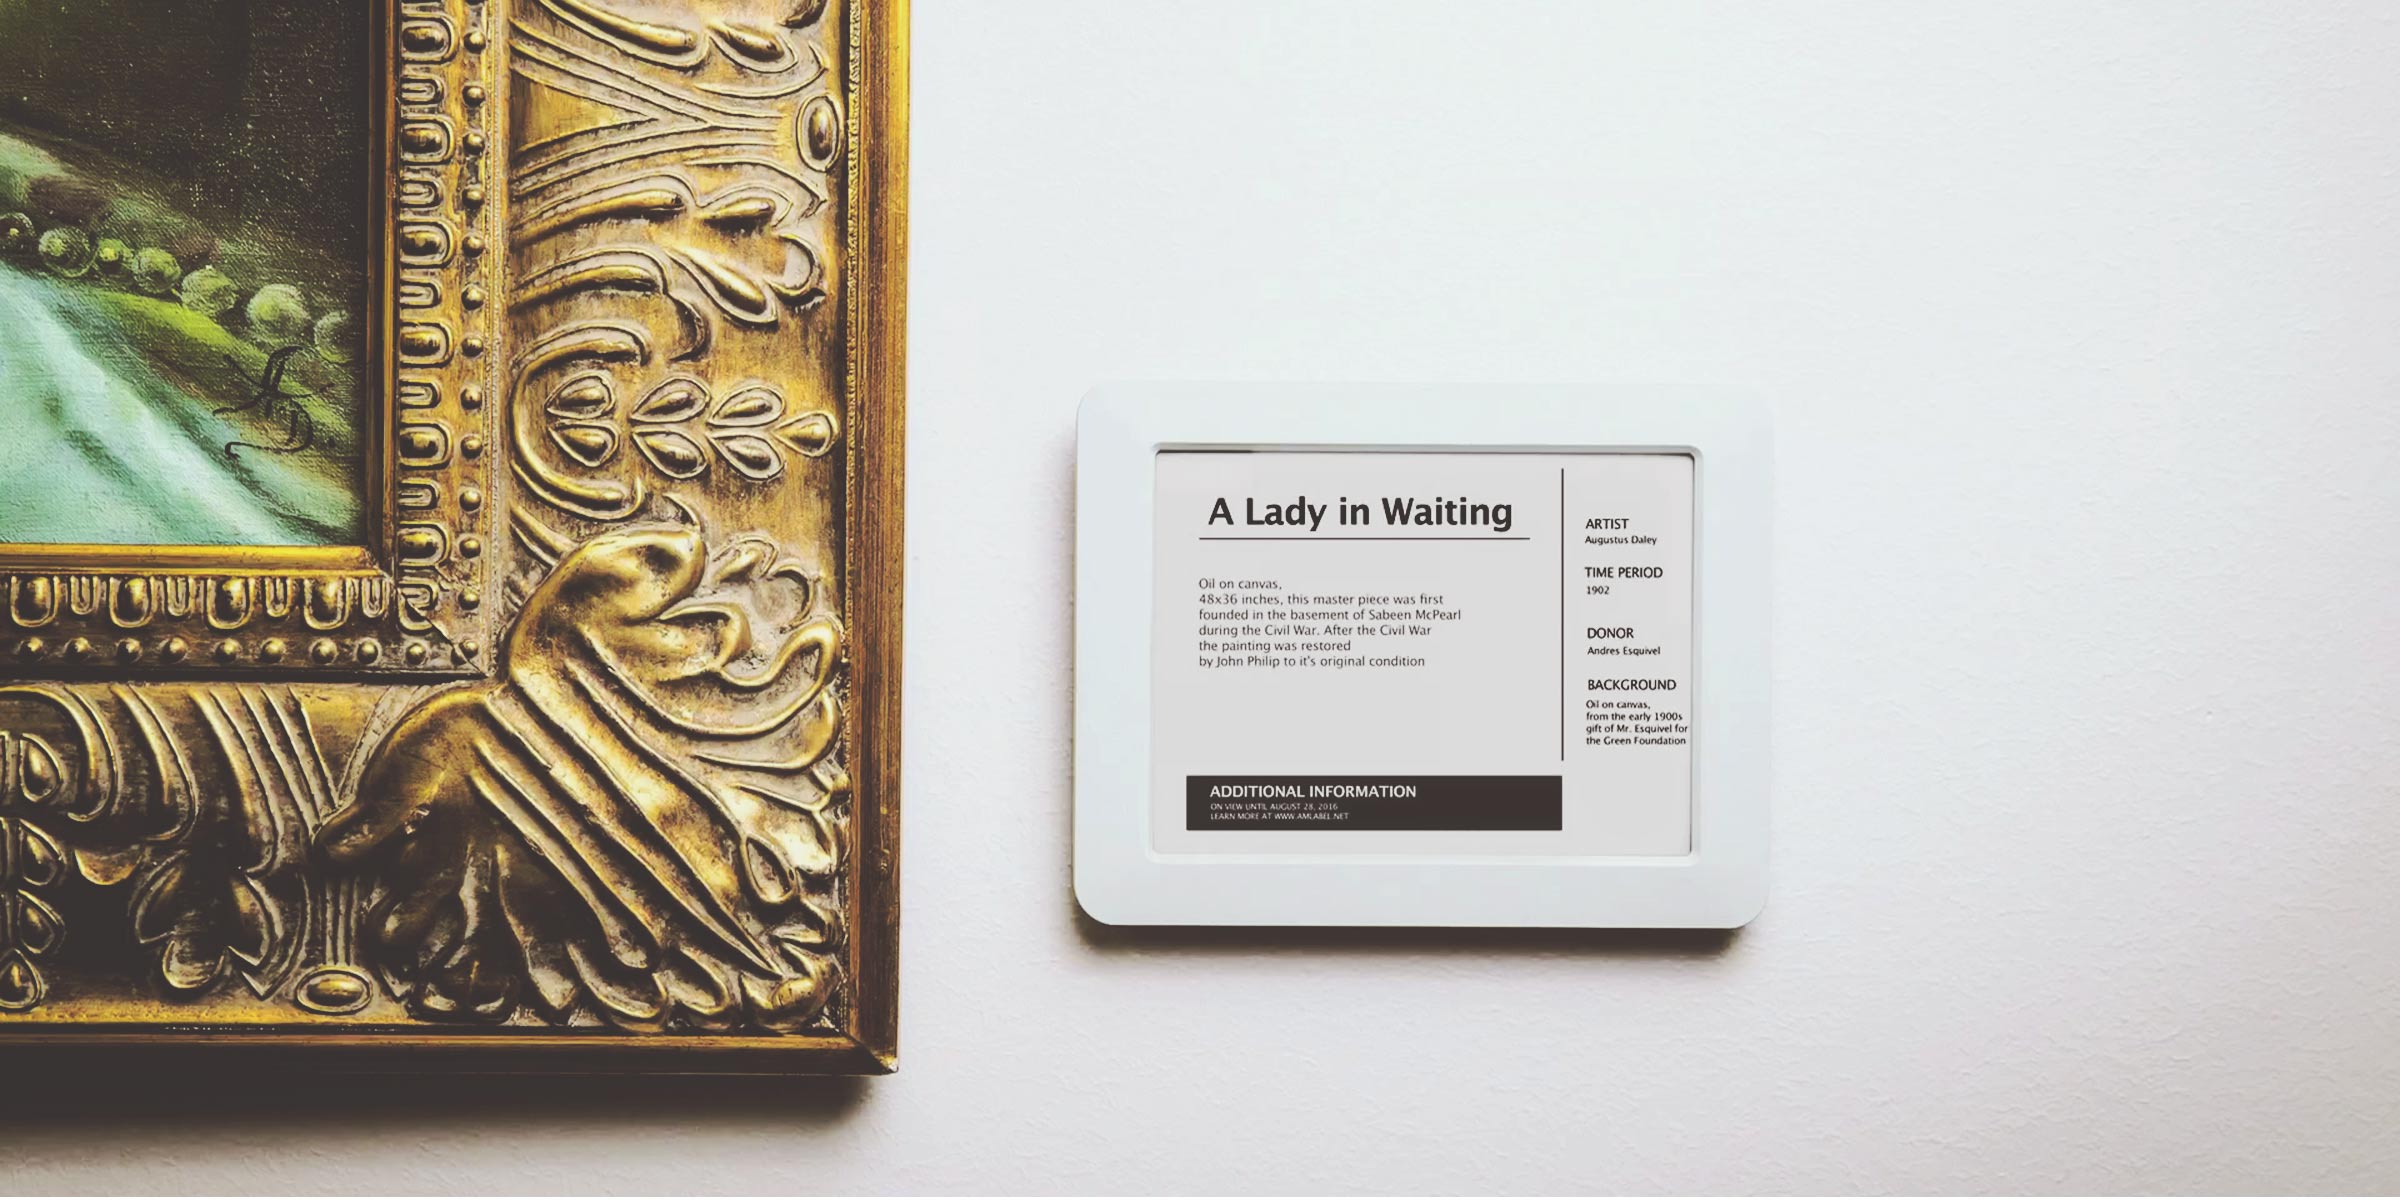 AD.
A Lady in Waiting
Oil on canvas,
48x36 inches, this master piece was first
founded in the basement of Sabeen McPearl
during the Civil War. After the Civil War
the painting was restored
by John Philip to it's original condition
ADDITIONAL INFORMATION
ON VIEW UNTIL AUGUST 28, 2016
LEARN MORE AT WWW.AMLABEL.NET
ARTIST
Augustus Daley
TIME PERIOD
1902
DONOR
Andres Esquivel
BACKGROUND
Oil on canvas,
from the early 1900s
gift of Mr. Esquivel for
the Green Foundation